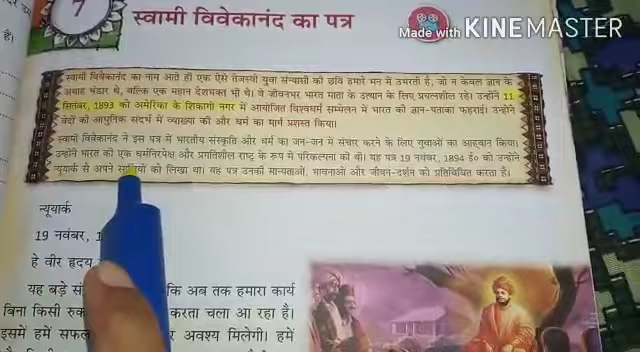 7
स्वामी विवेकानंद का पत्र
Made with KINEMASTER
स्वामी विवेकानंद का नाम आते ही एक ऐसे तेजस्वी युवा संन्यासी की छवि हमारे मन में उभरती है, जो न केवल ज्ञान के
अथाह भंडार थे, बल्कि एक महान देशभक्त भी थे। वे जीवनभर भारत माता के उत्थान के लिए प्रयत्नशील रहे। उन्होंने 11
सितंबर, 1893 को अमेरिका के शिकागो नगर में आयोजित विश्वधर्म सम्मेलन में भारत की ज्ञान-पताका फहराई। उन्होंने
वेदों की आधुनिक संदर्भ में व्याख्या की और धर्म का मार्ग प्रशस्त किया।
स्वामी विवेकानंद ने इस पत्र में भारतीय संस्कृति और धर्म का जन-जन में संचार करने के लिए युवाओं का आह्वान किया।
उन्होंने भारत की एक धर्मनिरपेक्ष और प्रगतिशील राष्ट्र के रूप में परिकल्पना की थी। यह पत्र 19 नवंबर, 1894 ई० को उन्होंने
न्यूयार्क से अपने साथियों को लिखा था। यह पत्र उनकी मान्यताओं, भावनाओं और जीवन-दर्शन को प्रतिबिंबित करता है।
न्यूयार्क
19 नवंबर, 1
हे वीर हृदय
यह बड़े सं कि अब तक हमारा कार्य
बिना किसी रुक करता चला आ रहा है।
इसमें हमें सफल र अवश्य मिलेगी। हमें